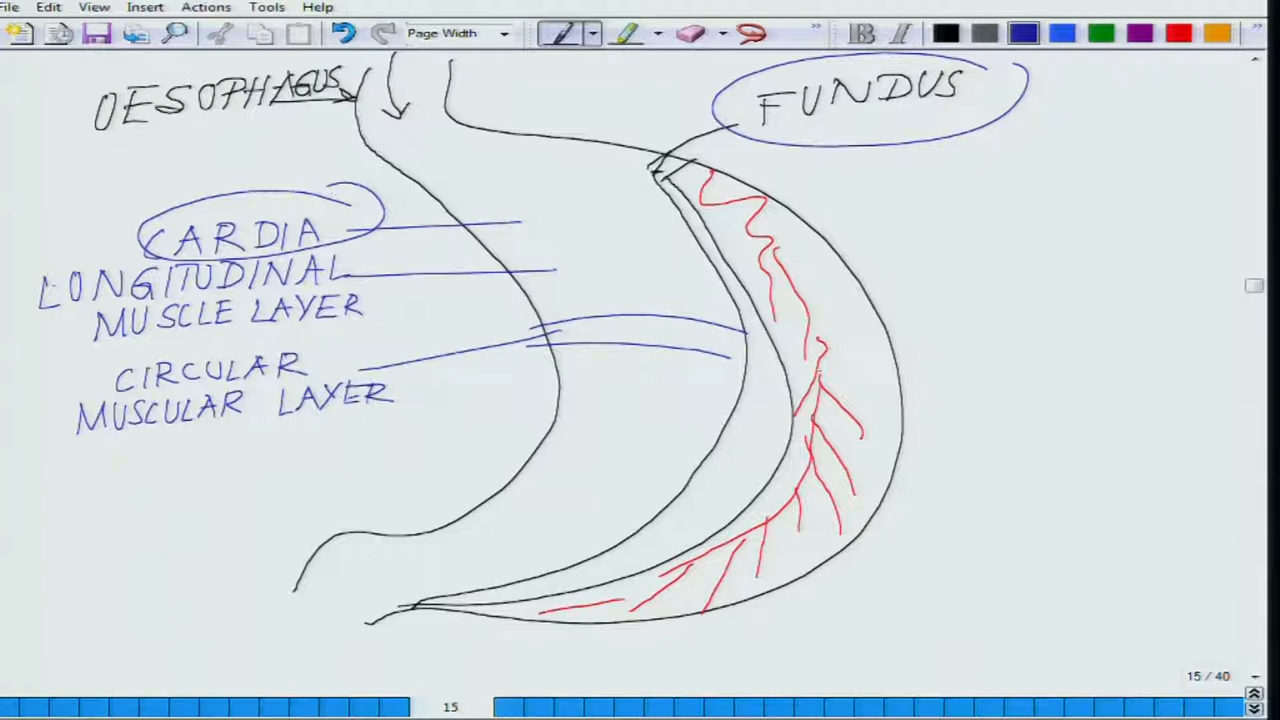 File Edit View Insert Actions Tools Help
Page Width
B I
OESOPHAGUS
FUNDUS
CARDIA
LONGITUDINAL
MUSCLE LAYER
CIRCULAR
MUSCULAR LAYER
15 / 40
15